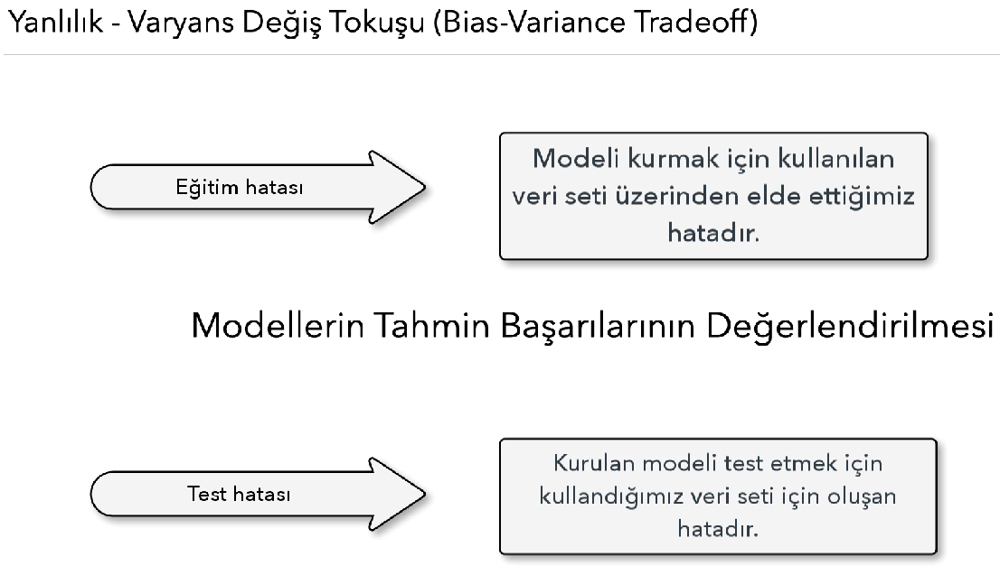 Yanlılık - Varyans Değiş Tokuşu (Bias-Variance Tradeoff)
Eğitim hatası
Modeli kurmak için kullanılan
veri seti üzerinden elde ettiğimiz
hatadır.
Modellerin Tahmin Başarılarının Değerlendirilmesi
Test hatası
Kurulan modeli test etmek için
kullandığımız veri seti için oluşan
hatadır.